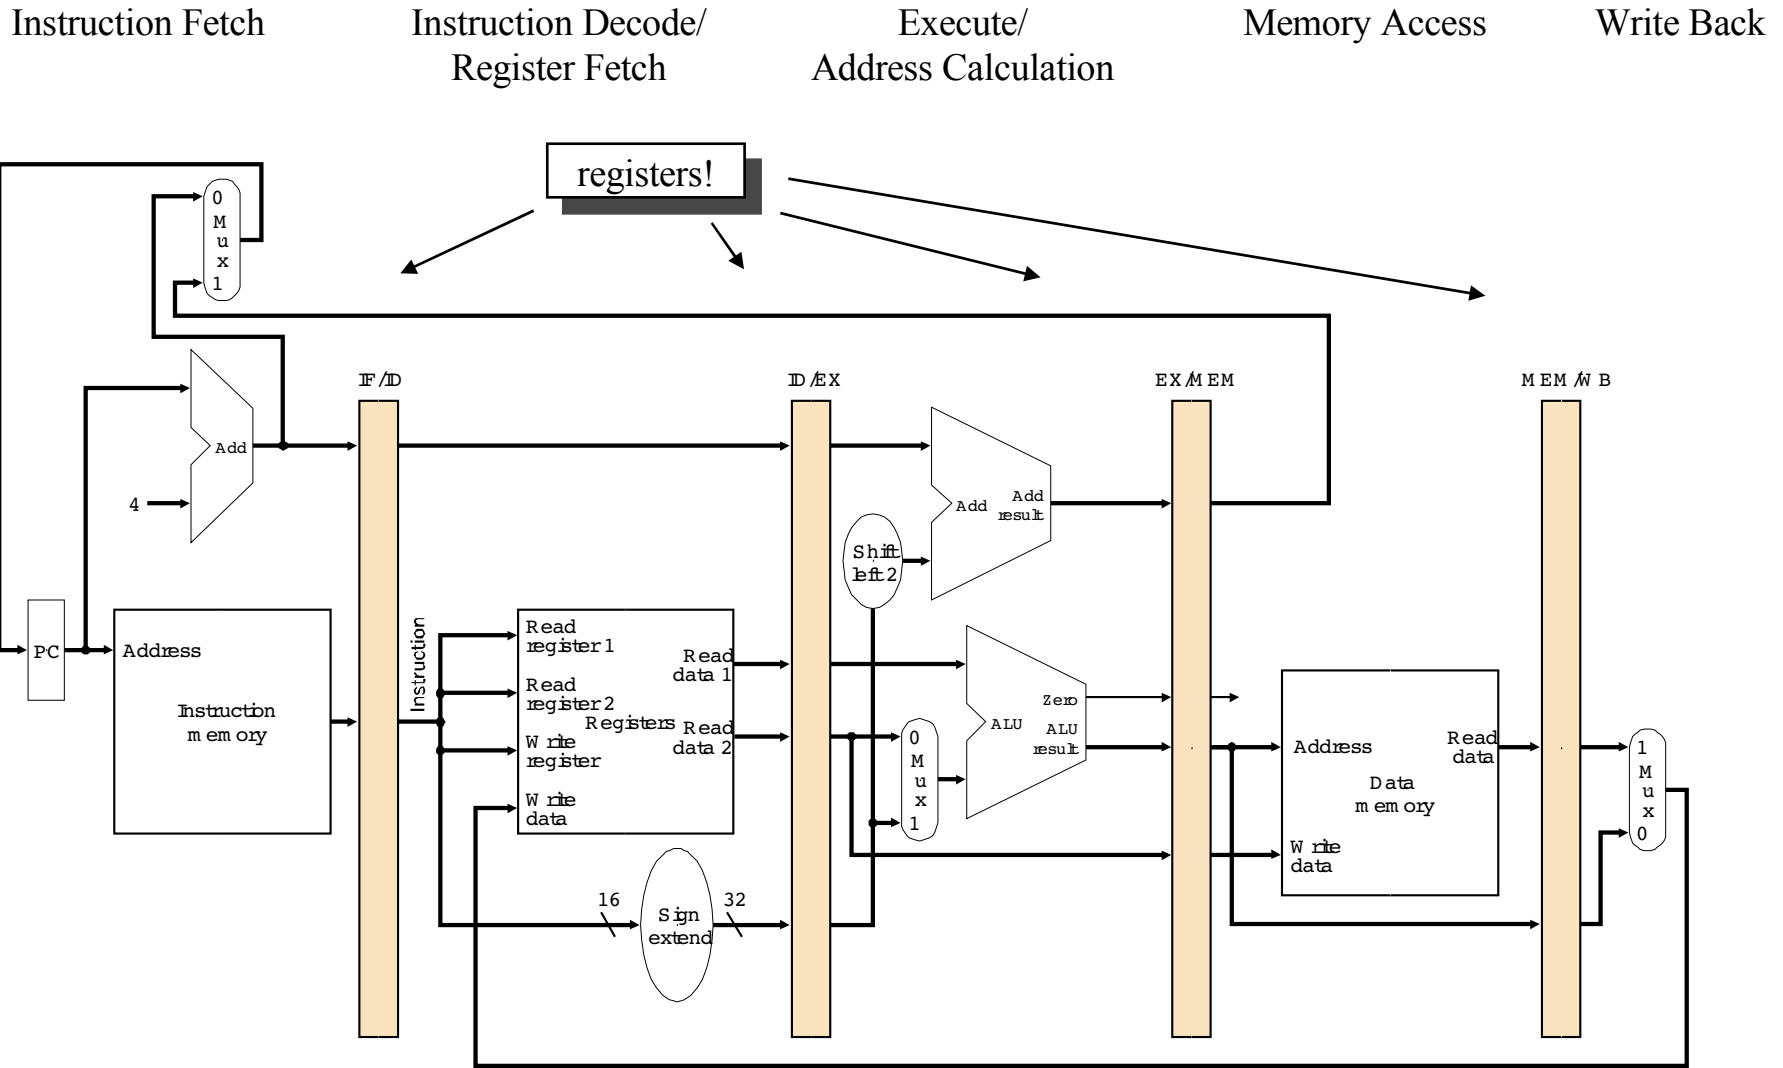 Instruction Fetch
Instruction Decode/
Register Fetch
Execute/
Address Calculation
Memory Access
Write Back
registers!
0
M
u
x
1
IF/ID
ID/EX
EX/MEM
MEM/WB
Add
4
Add
Add
result
Shift
left 2
PC
Address
Instruction
memory
Instruction
Read
register 1
Read
register 2
Write
register
Write
data
Registers
Read
data 1
Read
data 2
16
Sign
extend
32
0
M
u
x
1
Zero
ALU
ALU
result
Address
Read
data
Data
memory
Write
data
1
M
u
x
0